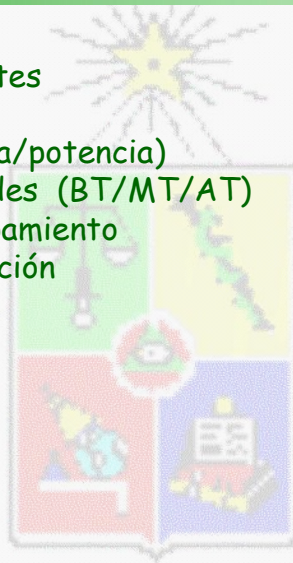 tes
a/potencia)
les (BT/MT/AT)
amiento
ción